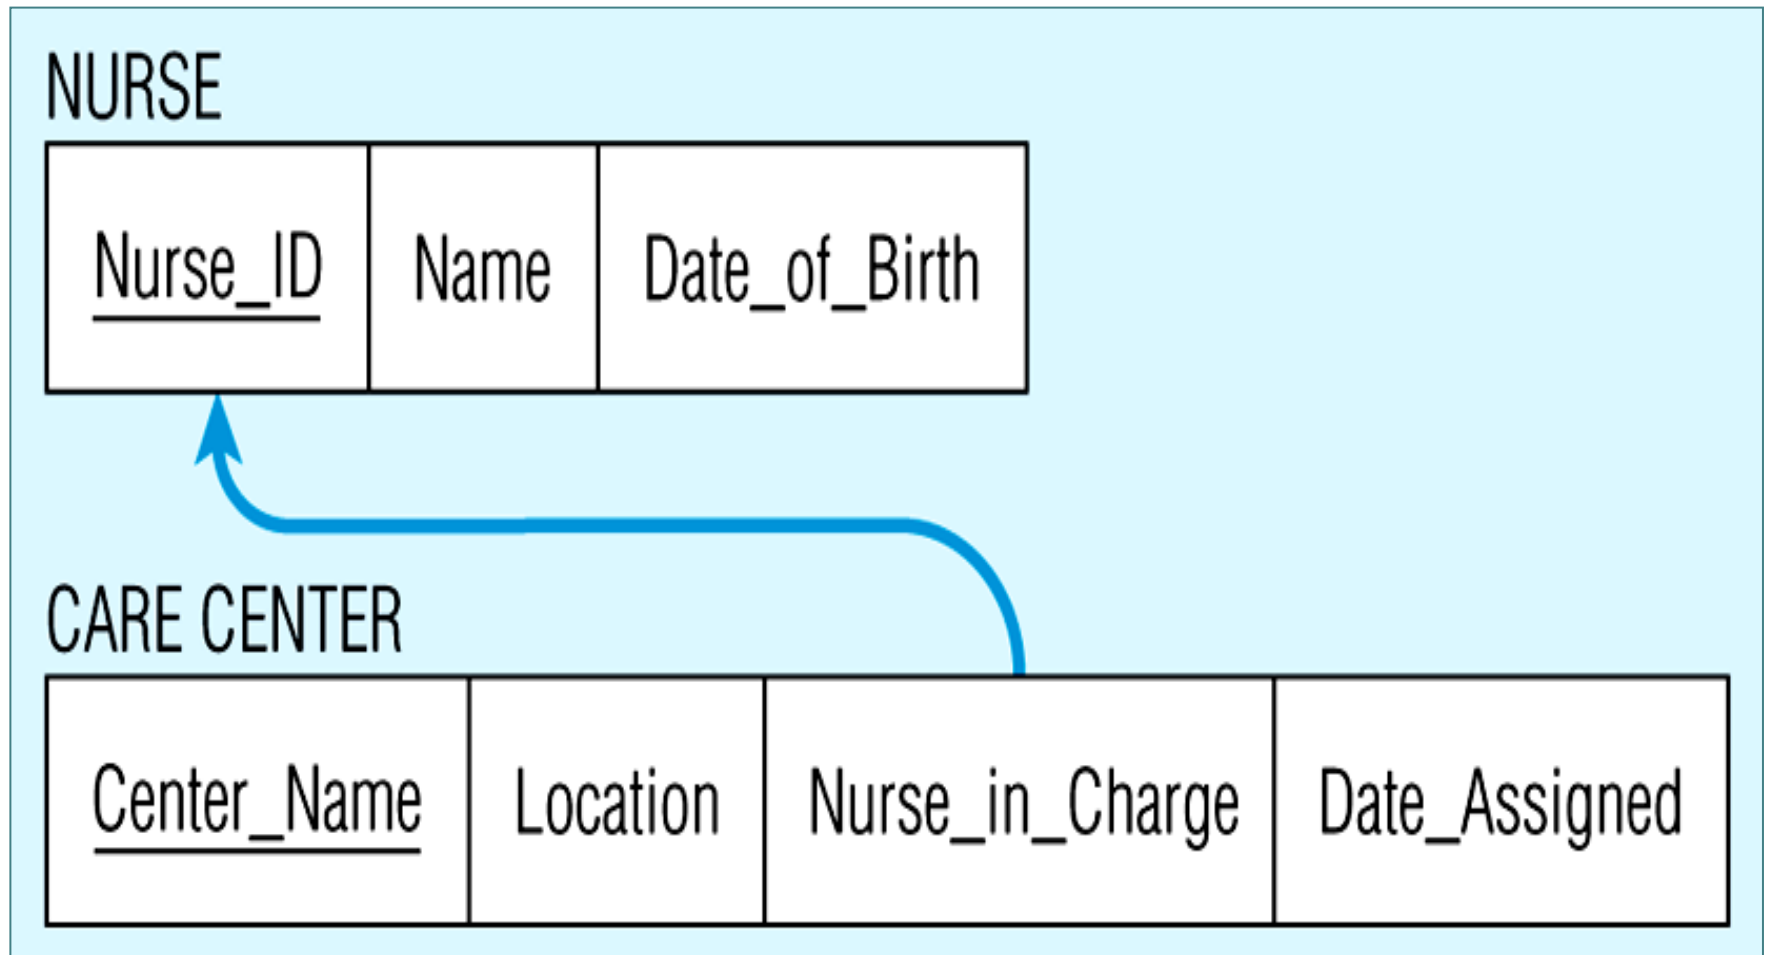 NURSE
Nurse_ID Name Date_of_Birth
CARE CENTER
Center_Name Location Nurse_in_Charge Date_Assigned